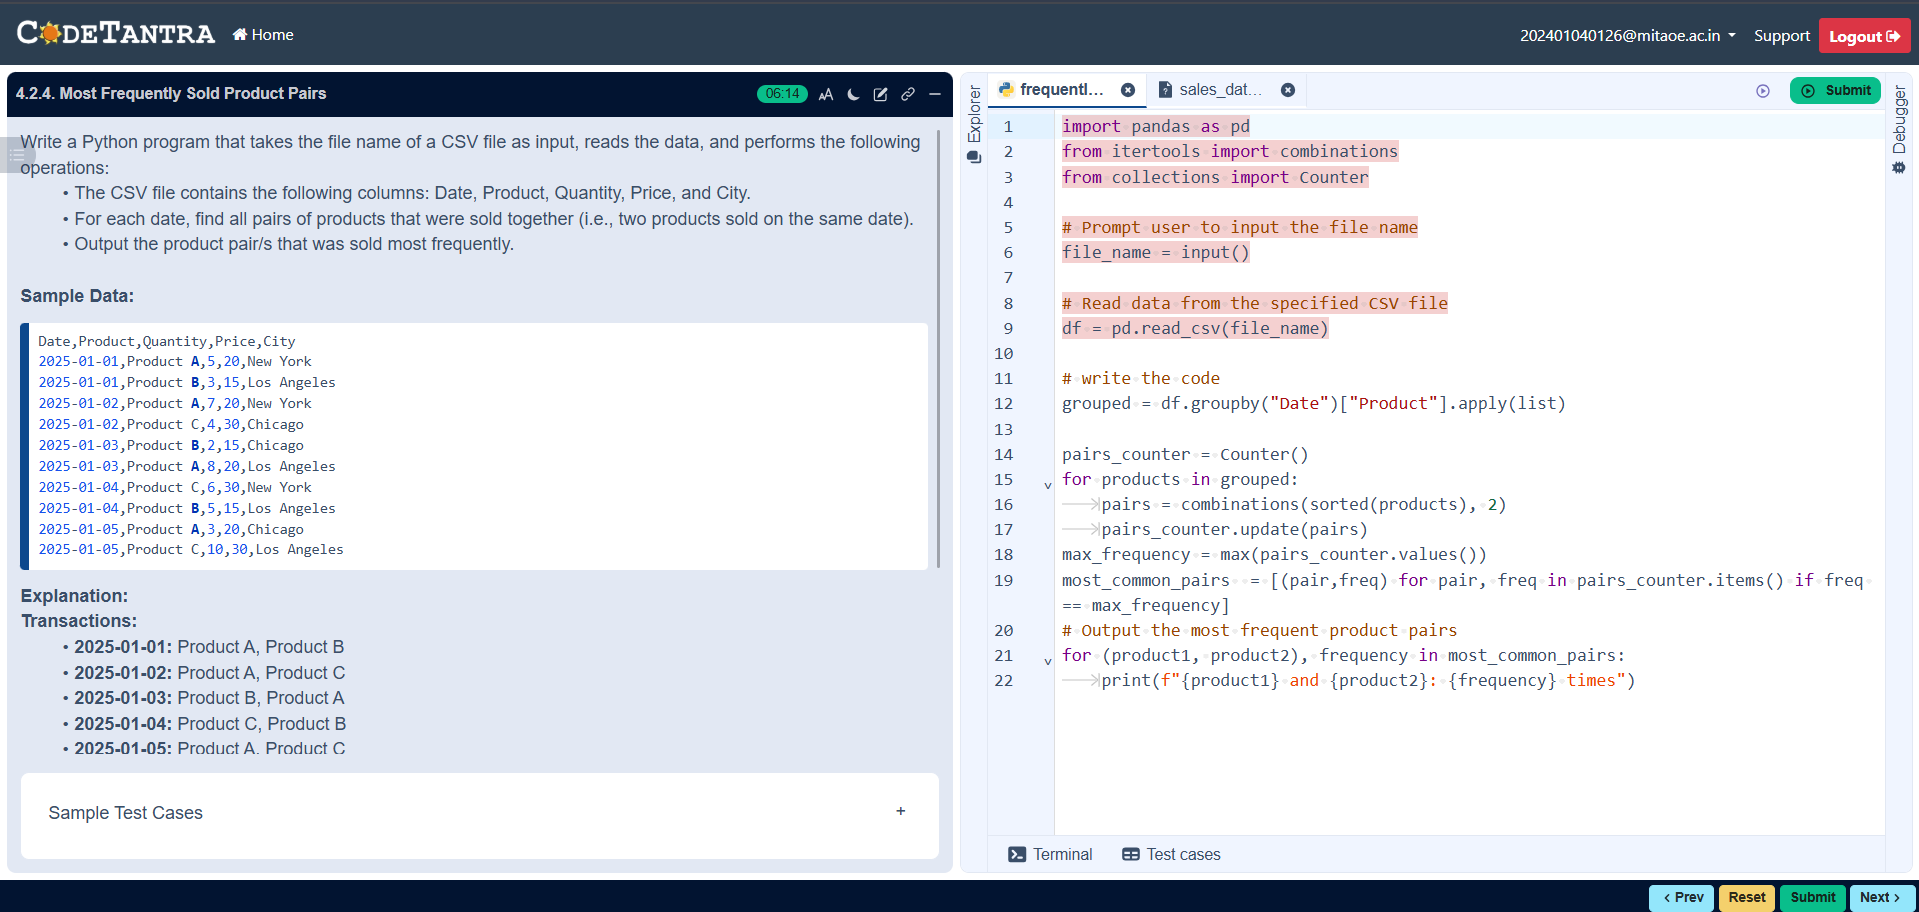 CODETANTRA Home 202401040126@mitaoe.ac.in Support Logout
4.2.4. Most Frequently Sold Product Pairs 06:14 AA
Write a Python program that takes the file name of a CSV file as input, reads the data, and performs the following
operations:
• The CSV file contains the following columns: Date, Product, Quantity, Price, and City.
• For each date, find all pairs of products that were sold together (i.e., two products sold on the same date).
• Output the product pair/s that was sold most frequently.
Sample Data:
Date,Product,Quantity,Price,City
2025-01-01,Product A,5,20,New York
2025-01-01,Product B,3,15,Los Angeles
2025-01-02,Product A,7,20,New York
2025-01-02,Product C,4,30,Chicago
2025-01-03,Product B,2,15,Chicago
2025-01-03,Product A,8,20,Los Angeles
2025-01-04,Product C,6,30,New York
2025-01-04,Product B,5,15,Los Angeles
2025-01-05,Product A,3,20,Chicago
2025-01-05,Product C,10,30,Los Angeles
Explanation:
Transactions:
• 2025-01-01: Product A, Product B
• 2025-01-02: Product A, Product C
• 2025-01-03: Product B, Product A
• 2025-01-04: Product C, Product B
• 2025-01-05: Product A, Product C
Sample Test Cases +
Explorer
frequentl... sales_dat... Submit
Debugger
1 import pandas as pd
2 from itertools import combinations
3 from collections import Counter
4
5 # Prompt user to input the file name
6 file_name = input()
7
8 # Read data from the specified CSV file
9 df = pd.read_csv(file_name)
10
11 # write the code
12 grouped = df.groupby("Date")["Product"].apply(list)
13
14 pairs_counter = Counter()
15 for products in grouped:
16 pairs = combinations(sorted(products), 2)
17 pairs_counter.update(pairs)
18 max_frequency = max(pairs_counter.values())
19 most_common_pairs  = [(pair,freq) for pair, freq in pairs_counter.items() if freq
== max_frequency]
20 # Output the most frequent product pairs
21 for (product1, product2), frequency in most_common_pairs:
22 print(f"{product1} and {product2}: {frequency} times")
Terminal Test cases
< Prev Reset Submit Next >